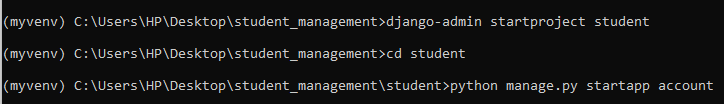 (myvenv) C:\Users\HP\Desktop\student_management>django-admin startproject student
(myvenv) C:\Users\HP\Desktop\student_management>cd student
(myvenv) C:\Users\HP\Desktop\student_management\student>python manage.py startapp account